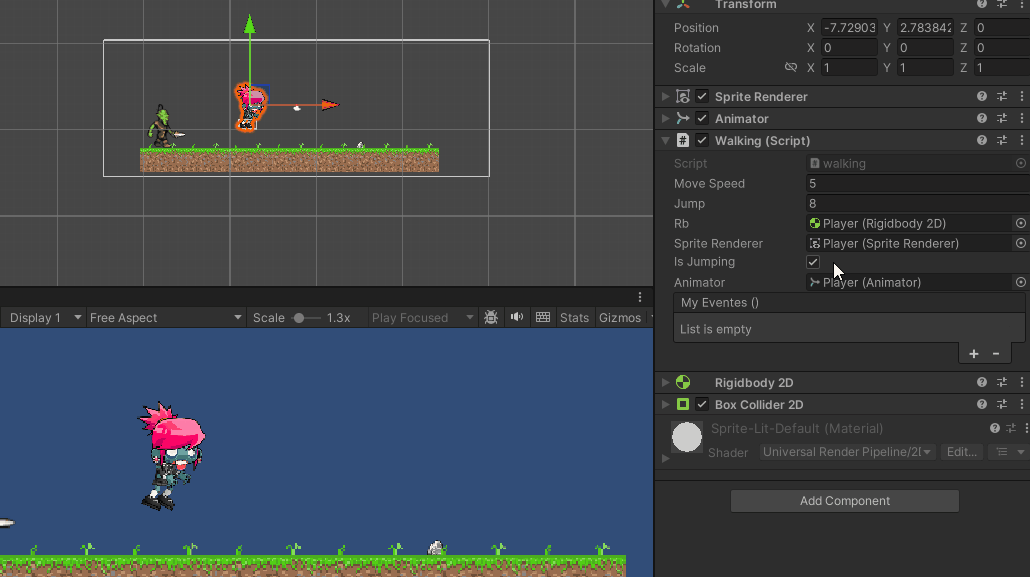 Transform
Position X -7.72903 Y 2.783842 Z 0
Rotation X 0 Y 0 Z 0
Scale X 1 Y 1 Z 1
Sprite Renderer
Animator
# Walking (Script)
Script # walking
Move Speed 5
Jump 8
Rb Player (Rigidbody 2D)
Sprite Renderer Player (Sprite Renderer)
Is Jumping
Animator Player (Animator)
My Eventes ()
List is empty
+ -
Display 1 Free Aspect Scale 1.3x Play Focused Stats Gizmos
Rigidbody 2D
Box Collider 2D
Sprite-Lit-Default (Material)
Shader Universal Render Pipeline/2D Edit...
Add Component